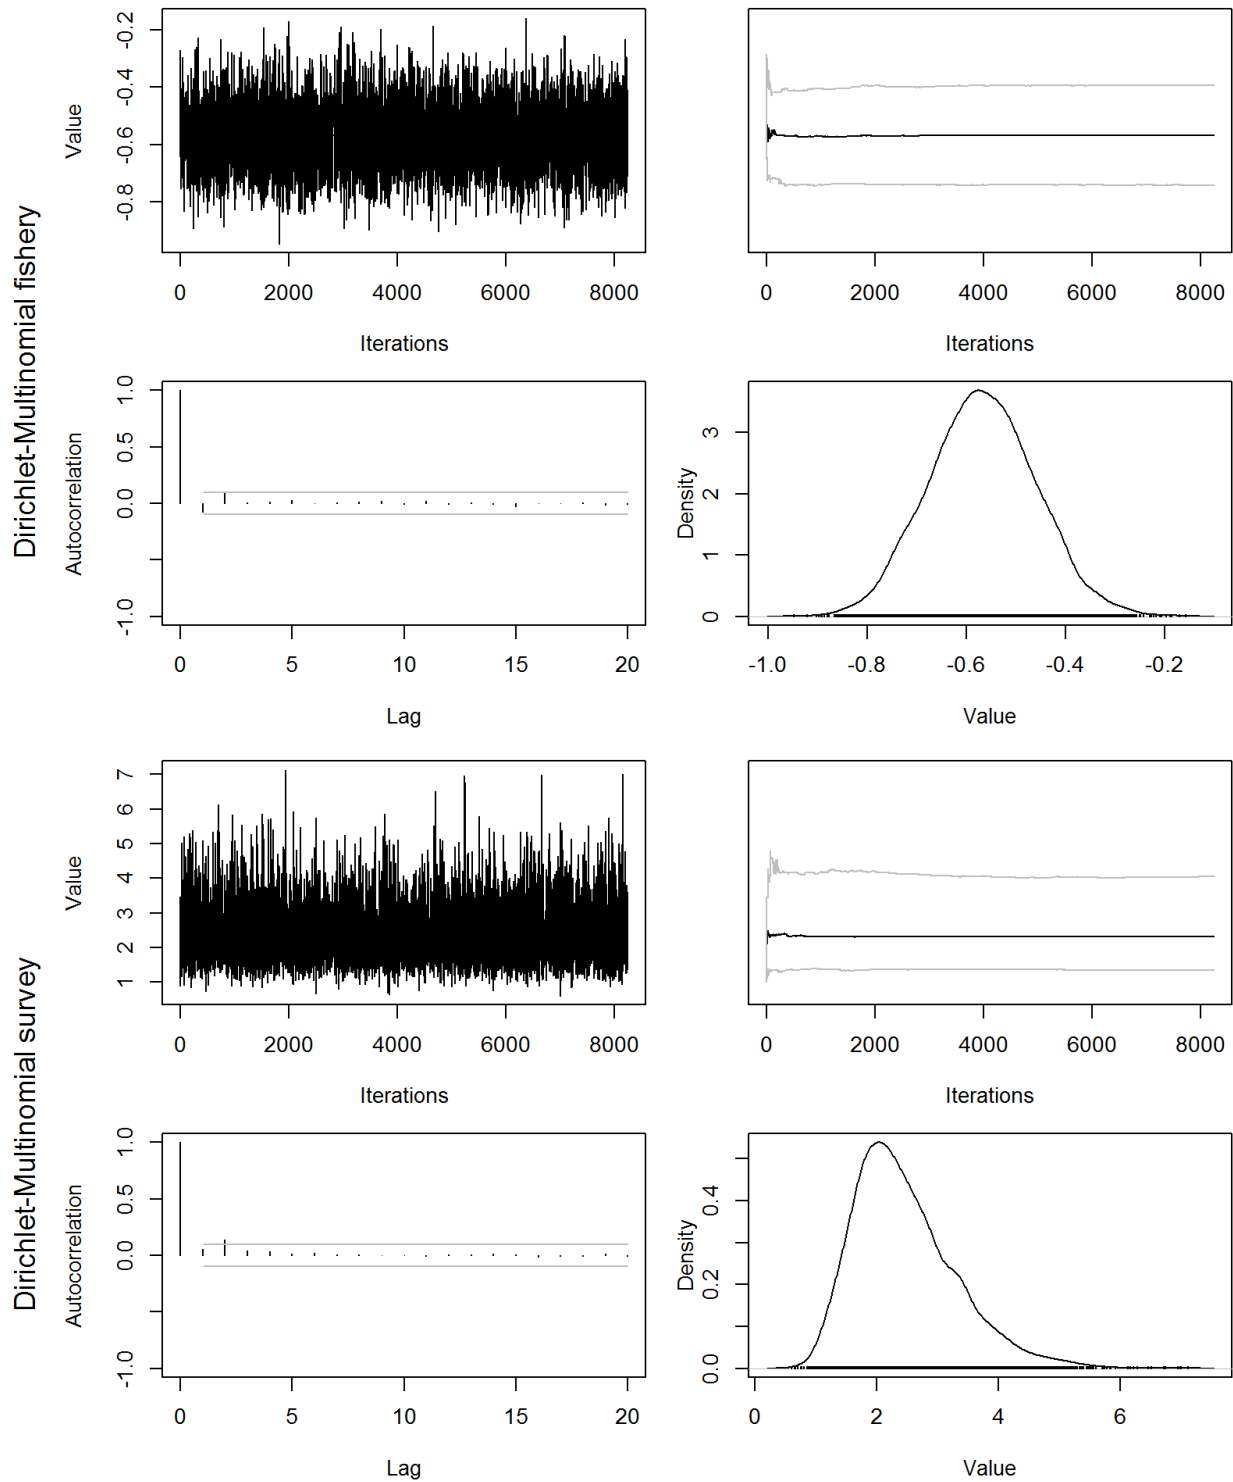 Dirichlet-Multinomial fishery
Value
-0.2
-0.4
-0.6
-0.8
0 2000 4000 6000 8000
Iterations
0 2000 4000 6000 8000
Iterations
Autocorrelation
1.0
0.5
0.0
-1.0
0 5 10 15 20
Lag
Density
3
2
1
0
-1.0 -0.8 -0.6 -0.4 -0.2
Value
Dirichlet-Multinomial survey
Value
7
6
5
4
3
2
1
0 2000 4000 6000 8000
Iterations
0 2000 4000 6000 8000
Iterations
Autocorrelation
1.0
0.5
0.0
-1.0
0 5 10 15 20
Lag
Density
0.4
0.2
0.0
0 2 4 6
Value